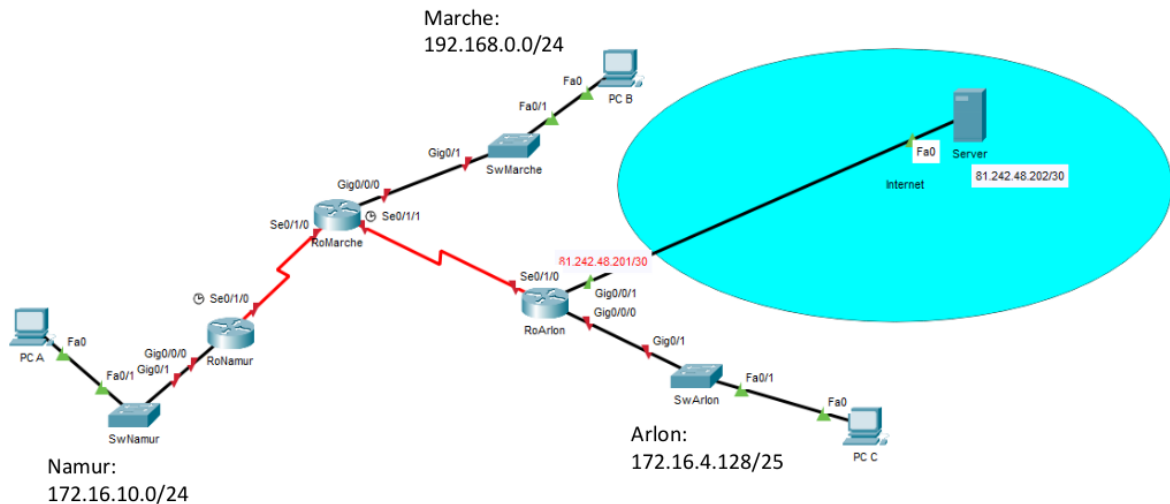 Marche:
192.168.0.0/24
Fa0
PC B
Fa0/1
Gig0/1
SwMarche
Gig0/0/0
Se0/1/1
Se0/1/0
RoMarche
Fa0
Server
81.242.48.202/30
Internet
81.242.48.201/30
Se0/1/0
Gig0/0/1
Gig0/0/0
RoArlon
Se0/1/0
RoNamur
Gig0/0/0
Gig0/1
Fa0
PC A
Fa0/1
SwNamur
Gig0/1
Fa0/1
SwArlon
Fa0
PC C
Arlon:
172.16.4.128/25
Namur:
172.16.10.0/24